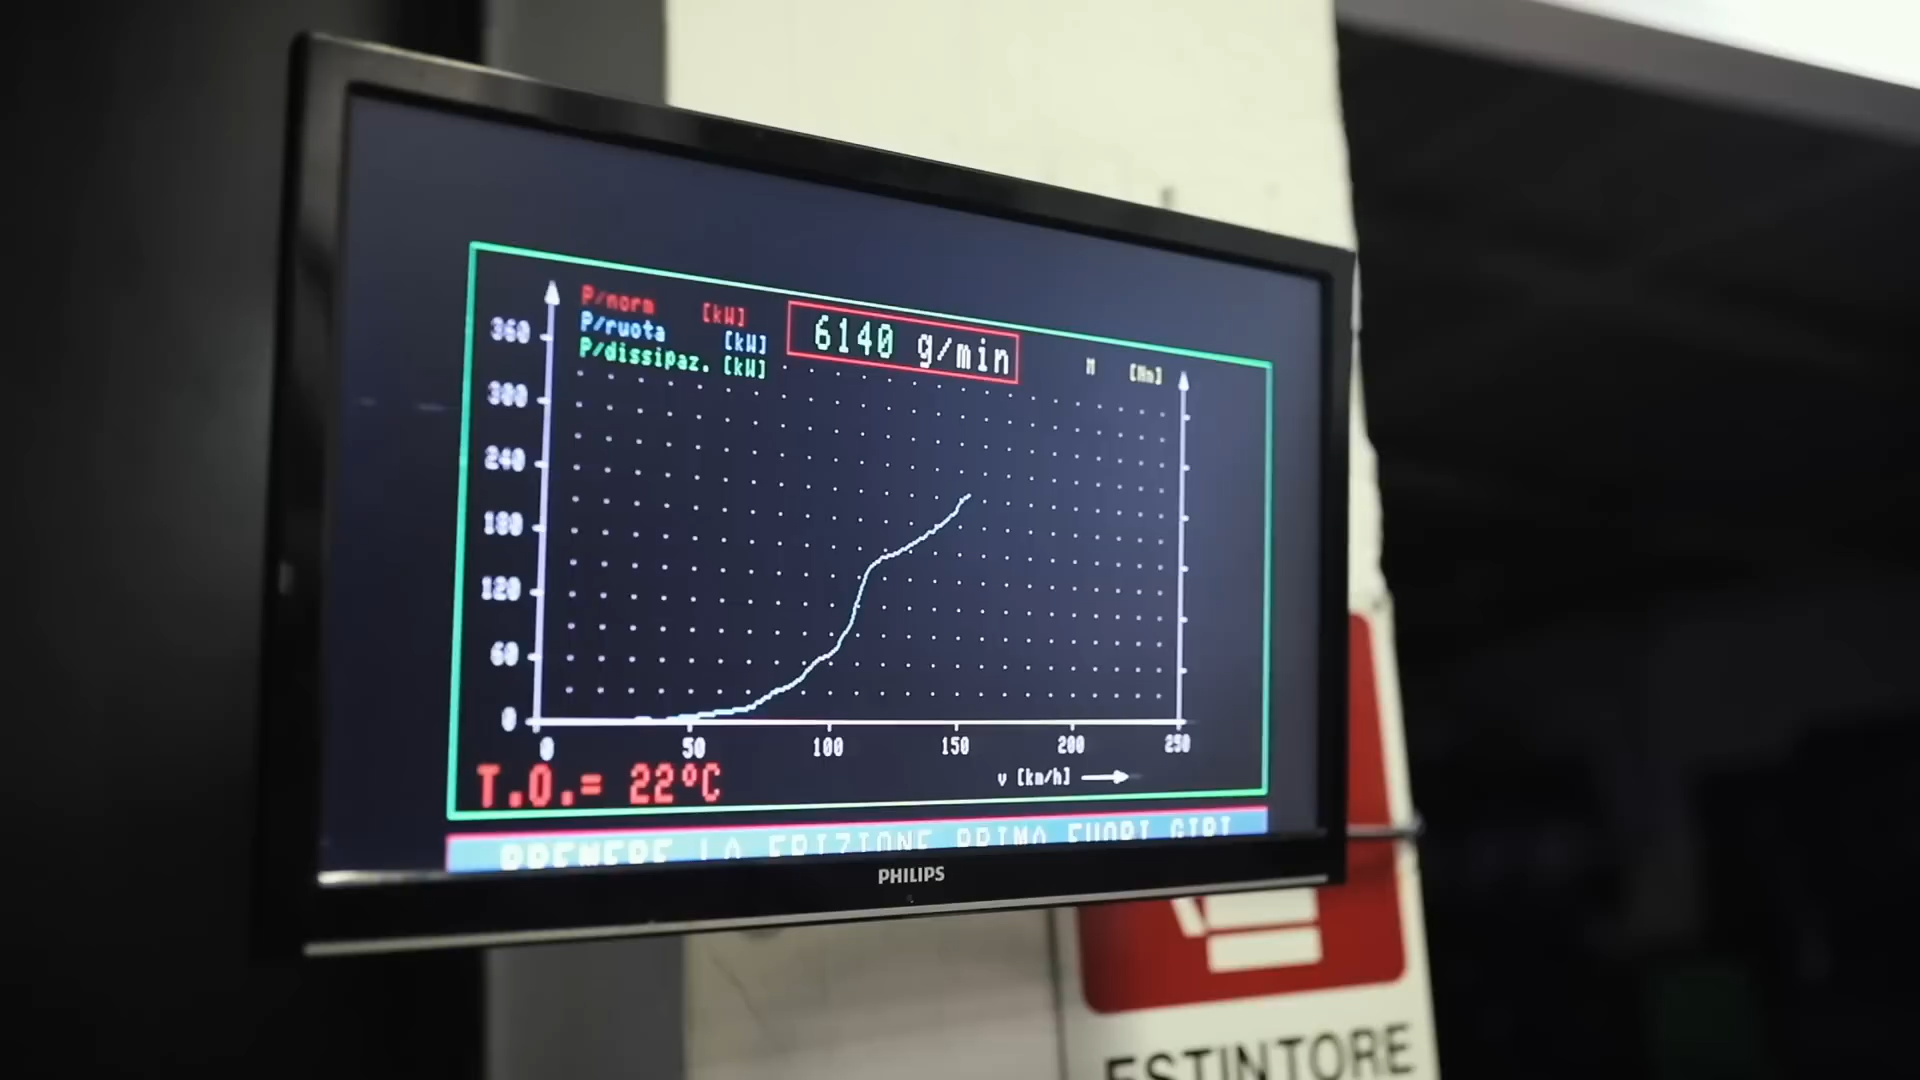 P/norm [kW]
P/ruota [kW]
P/dissipaz. [kW]
6140 g/min
M [Nm]
360
300
240
180
120
60
0
0 50 100 150 200 250
v [km/h]
T.O.= 22°C
PREMERE LA FRIZIONE PRIMA FUORI GIRI
PHILIPS
ESTINTORE